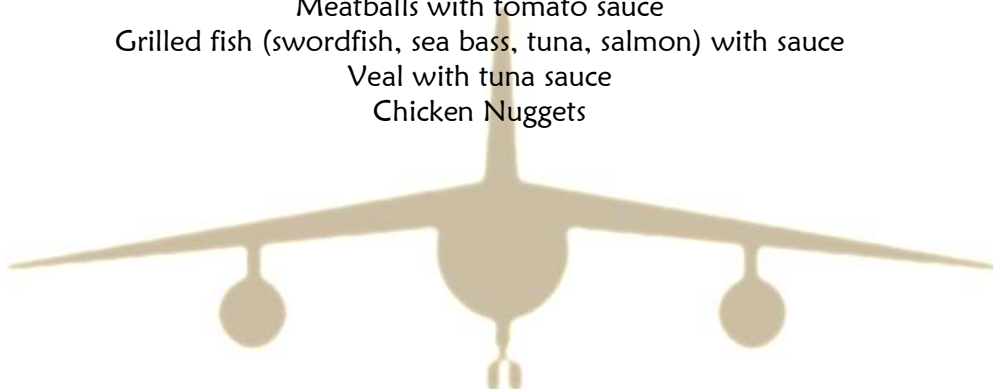 Meatballs with tomato sauce
Grilled fish (swordfish, sea bass, tuna, salmon) with sauce
Veal with tuna sauce
Chicken Nuggets